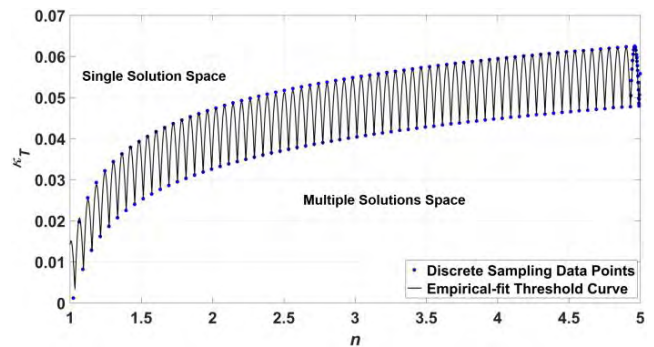 0.07
0.06
0.05
0.04
0.03
0.02
0.01
0
κT
Single Solution Space
Multiple Solutions Space
Discrete Sampling Data Points
Empirical-fit Threshold Curve
1 1.5 2 2.5 3 3.5 4 4.5 5
n